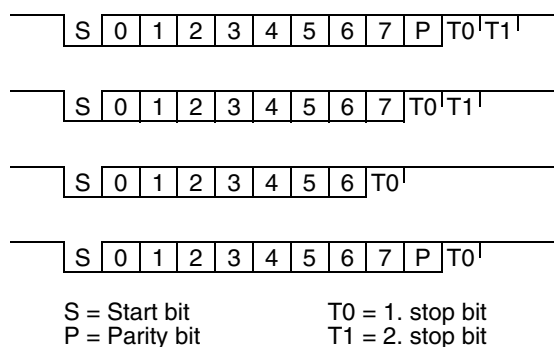 S 0 1 2 3 4 5 6 7 P T0 T1
S 0 1 2 3 4 5 6 7 T0 T1
S 0 1 2 3 4 5 6 T0
S 0 1 2 3 4 5 6 7 P T0
S = Start bit T0 = 1. stop bit
P = Parity bit T1 = 2. stop bit